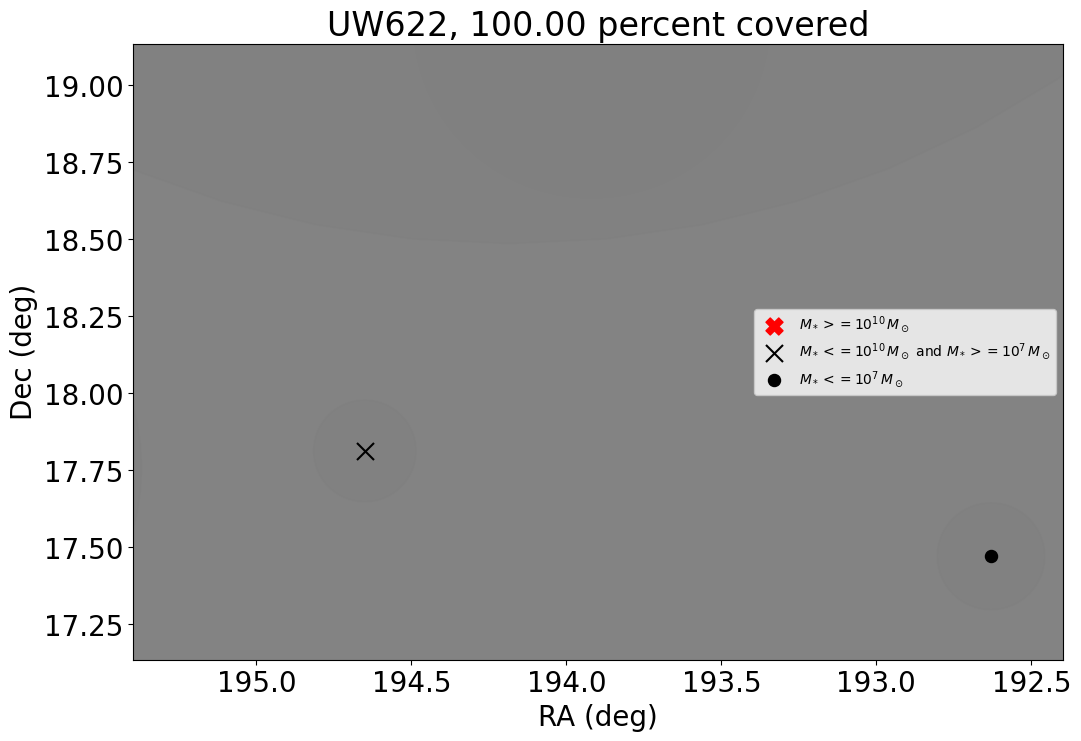 UW622, 100.00 percent covered
19.00
18.75
18.50
18.25
18.00
17.75
17.50
17.25
Dec (deg)
M* >= 10^10 M⊙
M* <= 10^10 M⊙ and M* >= 10^7 M⊙
M* <= 10^7 M⊙
195.0 194.5 194.0 193.5 193.0 192.5
RA (deg)